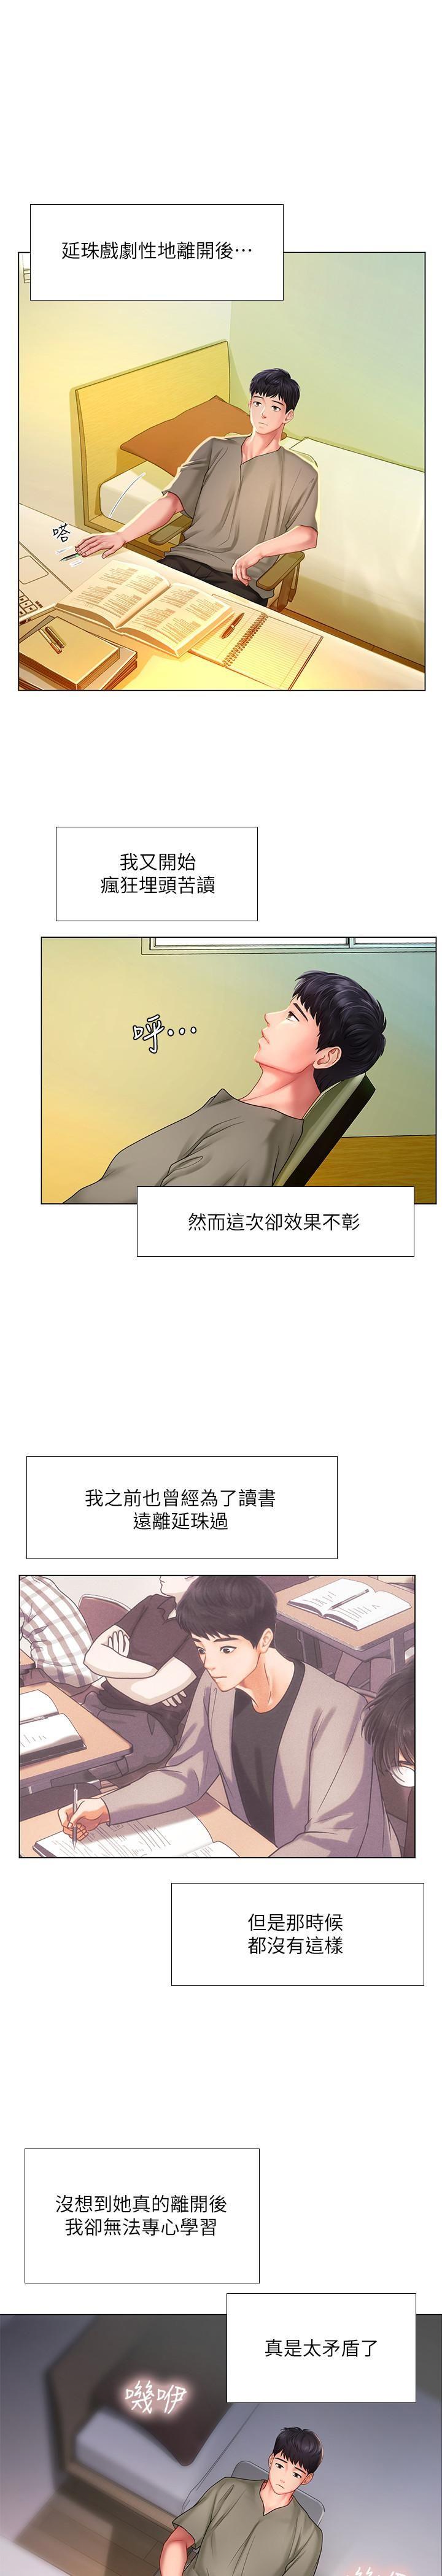 延珠戲劇性地離開後⋯
嗒
我又開始
瘋狂埋頭苦讀
呼⋯
然而這次卻效果不彰
我之前也曾經為了讀書
遠離延珠過
但是那時候
都沒有這樣
沒想到她真的離開後
我卻無法專心學習
真是太矛盾了
嘰咿